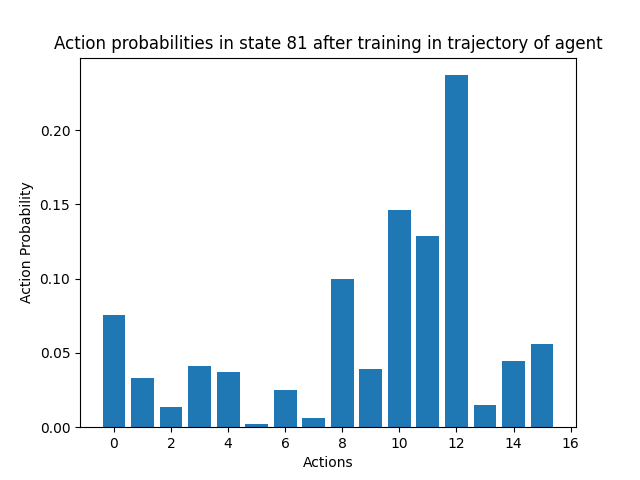 Action probabilities in state 81 after training in trajectory of agent
0.20
0.15
0.10
0.05
0.00
Action Probability
0 2 4 6 8 10 12 14 16
Actions